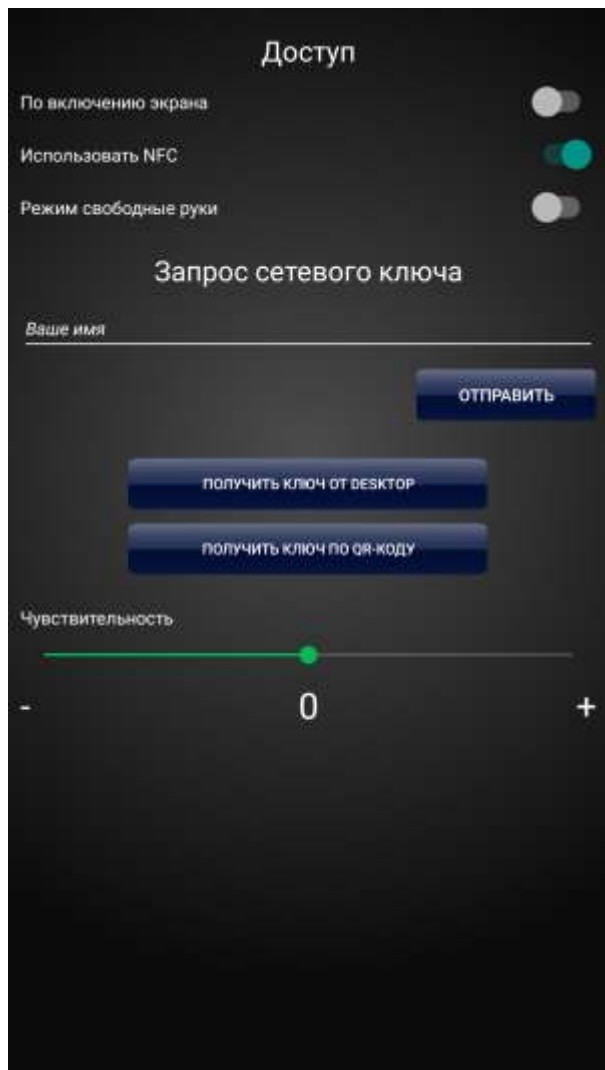 Доступ
По включению экрана
Использовать NFC
Режим свободные руки
Запрос сетевого ключа
Ваше имя
ОТПРАВИТЬ
ПОЛУЧИТЬ КЛЮЧ ОТ DESKTOP
ПОЛУЧИТЬ КЛЮЧ ПО QR-КОДУ
Чувствительность
- 0 +